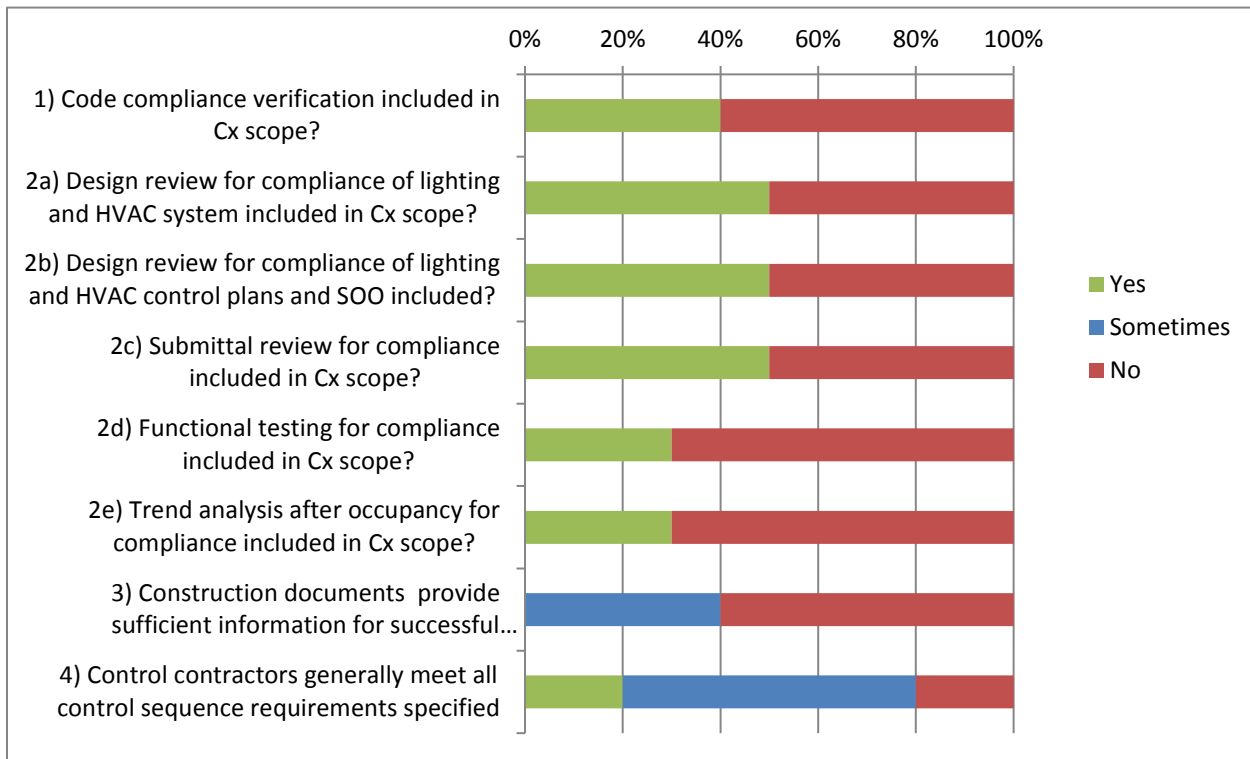 0% 20% 40% 60% 80% 100%
1) Code compliance verification included in
Cx scope?
2a) Design review for compliance of lighting
and HVAC system included in Cx scope?
2b) Design review for compliance of lighting
and HVAC control plans and SOO included?
2c) Submittal review for compliance
included in Cx scope?
2d) Functional testing for compliance
included in Cx scope?
2e) Trend analysis after occupancy for
compliance included in Cx scope?
3) Construction documents  provide
sufficient information for successful...
4) Control contractors generally meet all
control sequence requirements specified
Yes
Sometimes
No